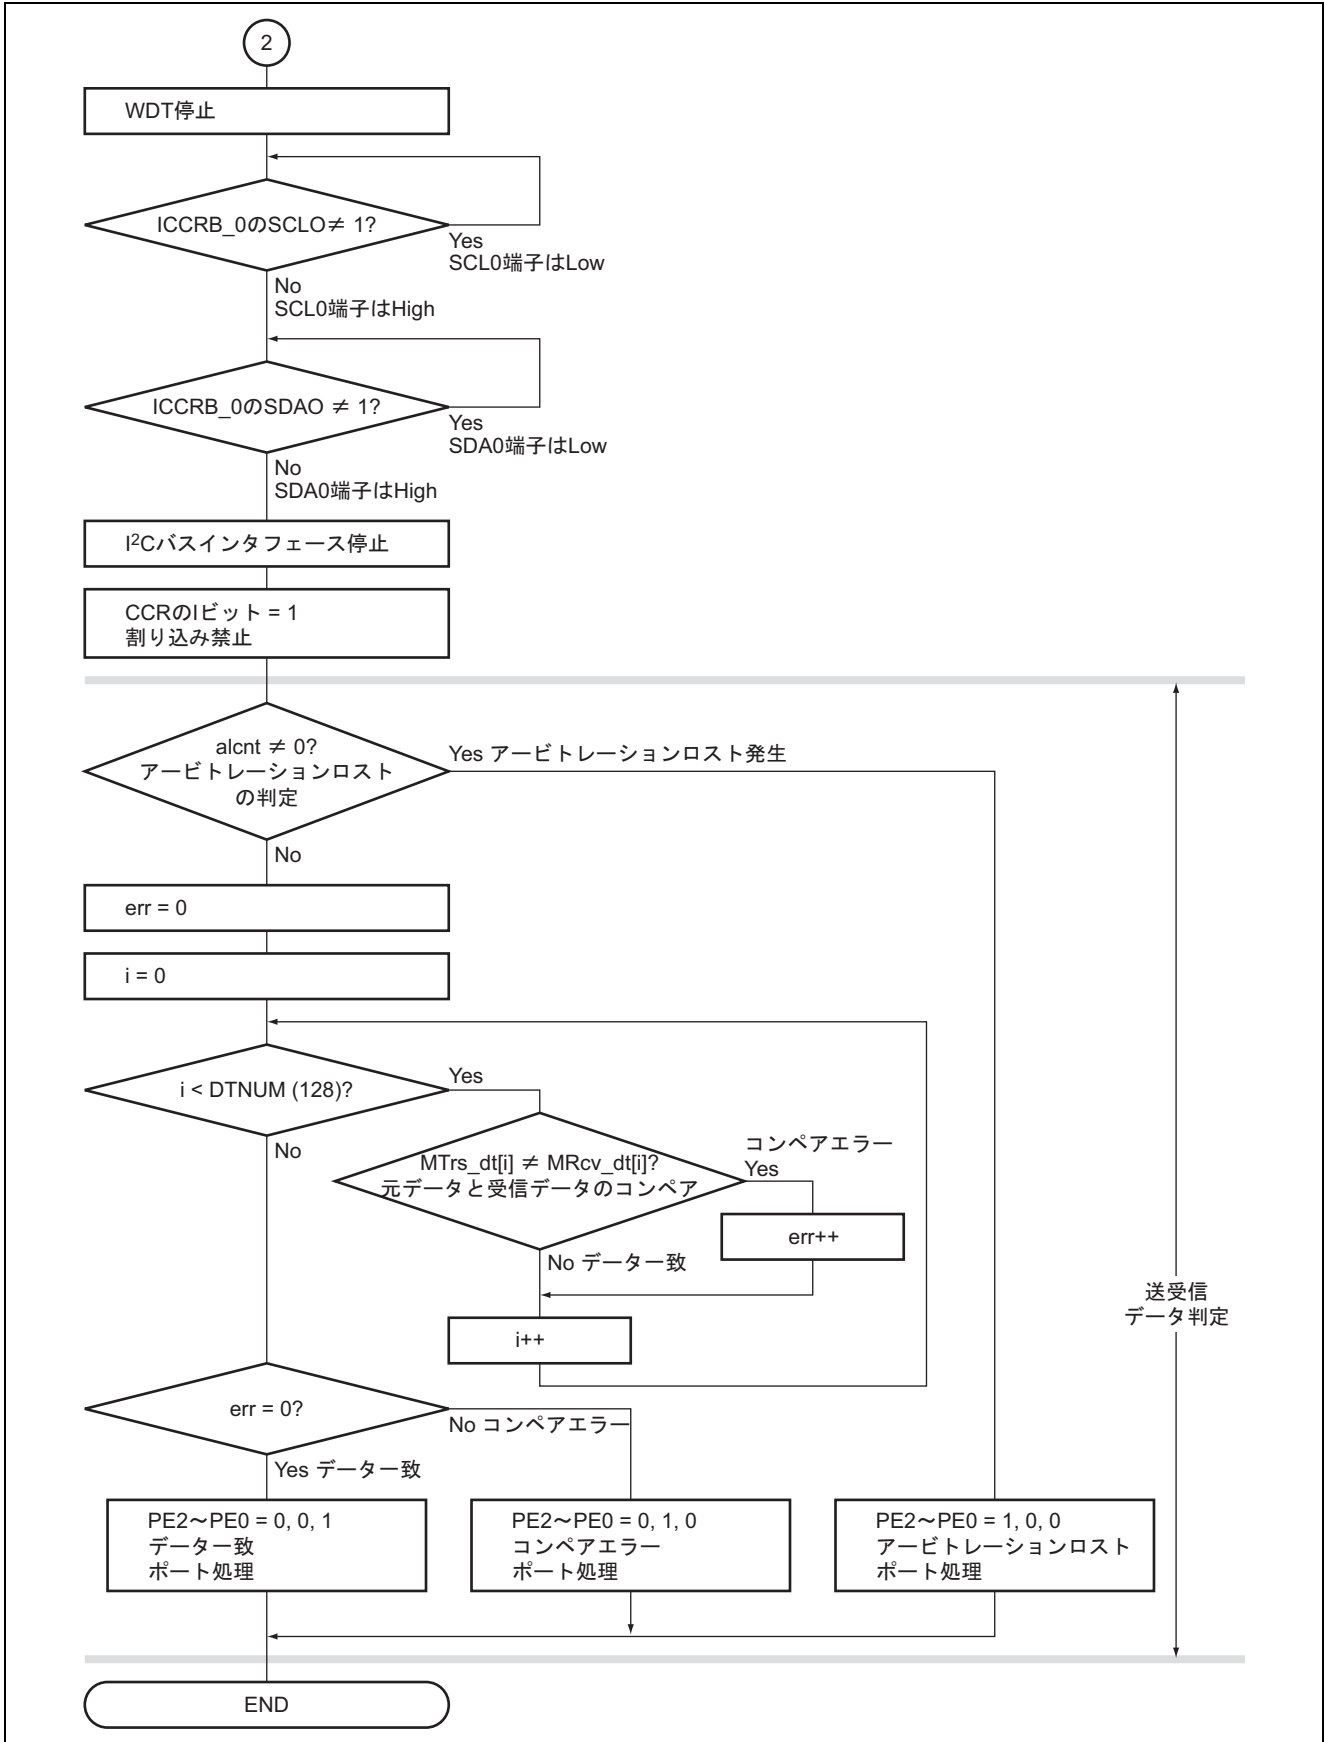 2
WDT停止
ICCRB_0のSCLO≠ 1?
Yes
SCL0端子はLow
No
SCL0端子はHigh
ICCRB_0のSDAO ≠ 1?
Yes
SDA0端子はLow
No
SDA0端子はHigh
I²Cバスインタフェース停止
CCRのIビット = 1
割り込み禁止
alcnt ≠ 0?
アービトレーションロスト
の判定
Yes アービトレーションロスト発生
No
err = 0
i = 0
i < DTNUM (128)?
Yes
No
MTrs_dt[i] ≠ MRcv_dt[i]?
元データと受信データのコンペア
コンペアエラー
Yes
err++
No データ一致
i++
送受信
データ判定
err = 0?
No コンペアエラー
Yes データ一致
PE2～PE0 = 0, 0, 1
データ一致
ポート処理
PE2～PE0 = 0, 1, 0
コンペアエラー
ポート処理
PE2～PE0 = 1, 0, 0
アービトレーションロスト
ポート処理
END